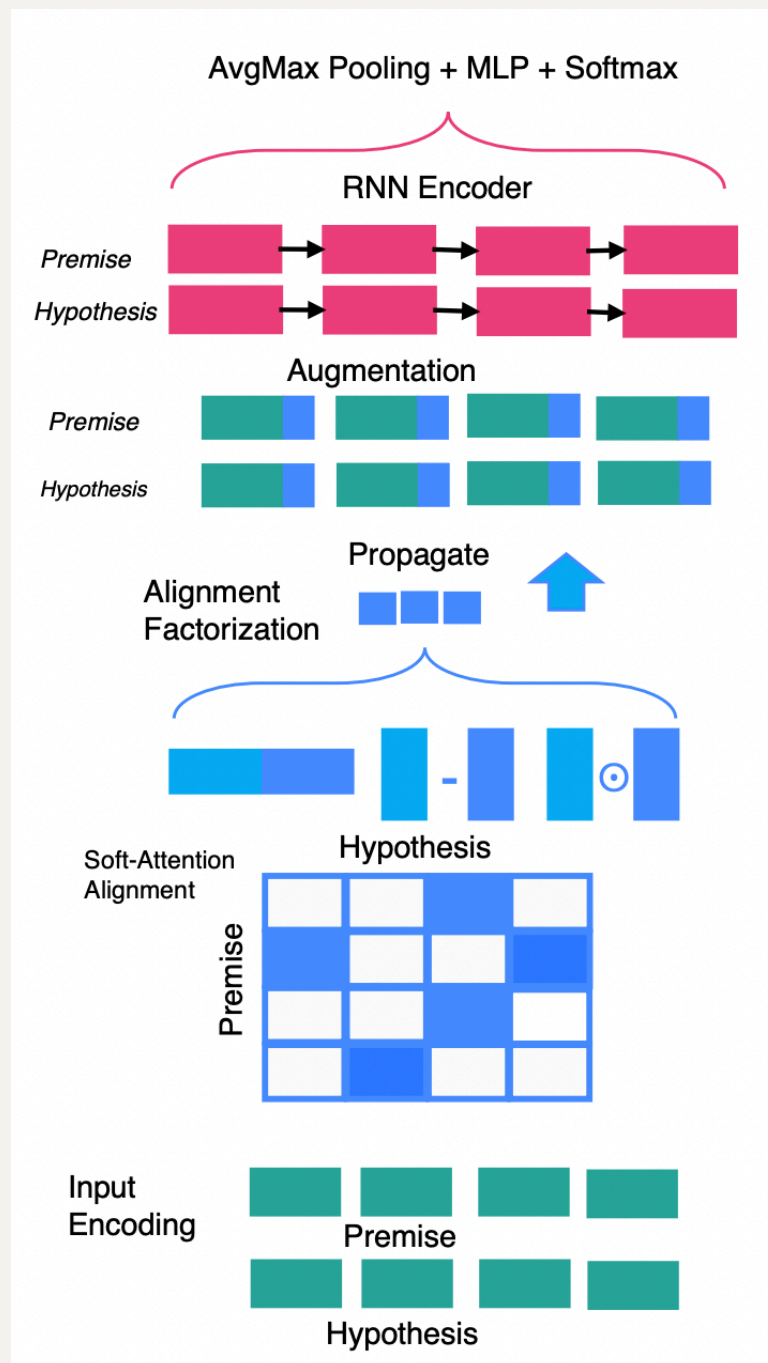 AvgMax Pooling + MLP + Softmax
RNN Encoder
Premise
Hypothesis
Augmentation
Premise
Hypothesis
Propagate
Alignment
Factorization
-
Hypothesis
Soft-Attention
Alignment
Premise
Input
Encoding
Premise
Hypothesis